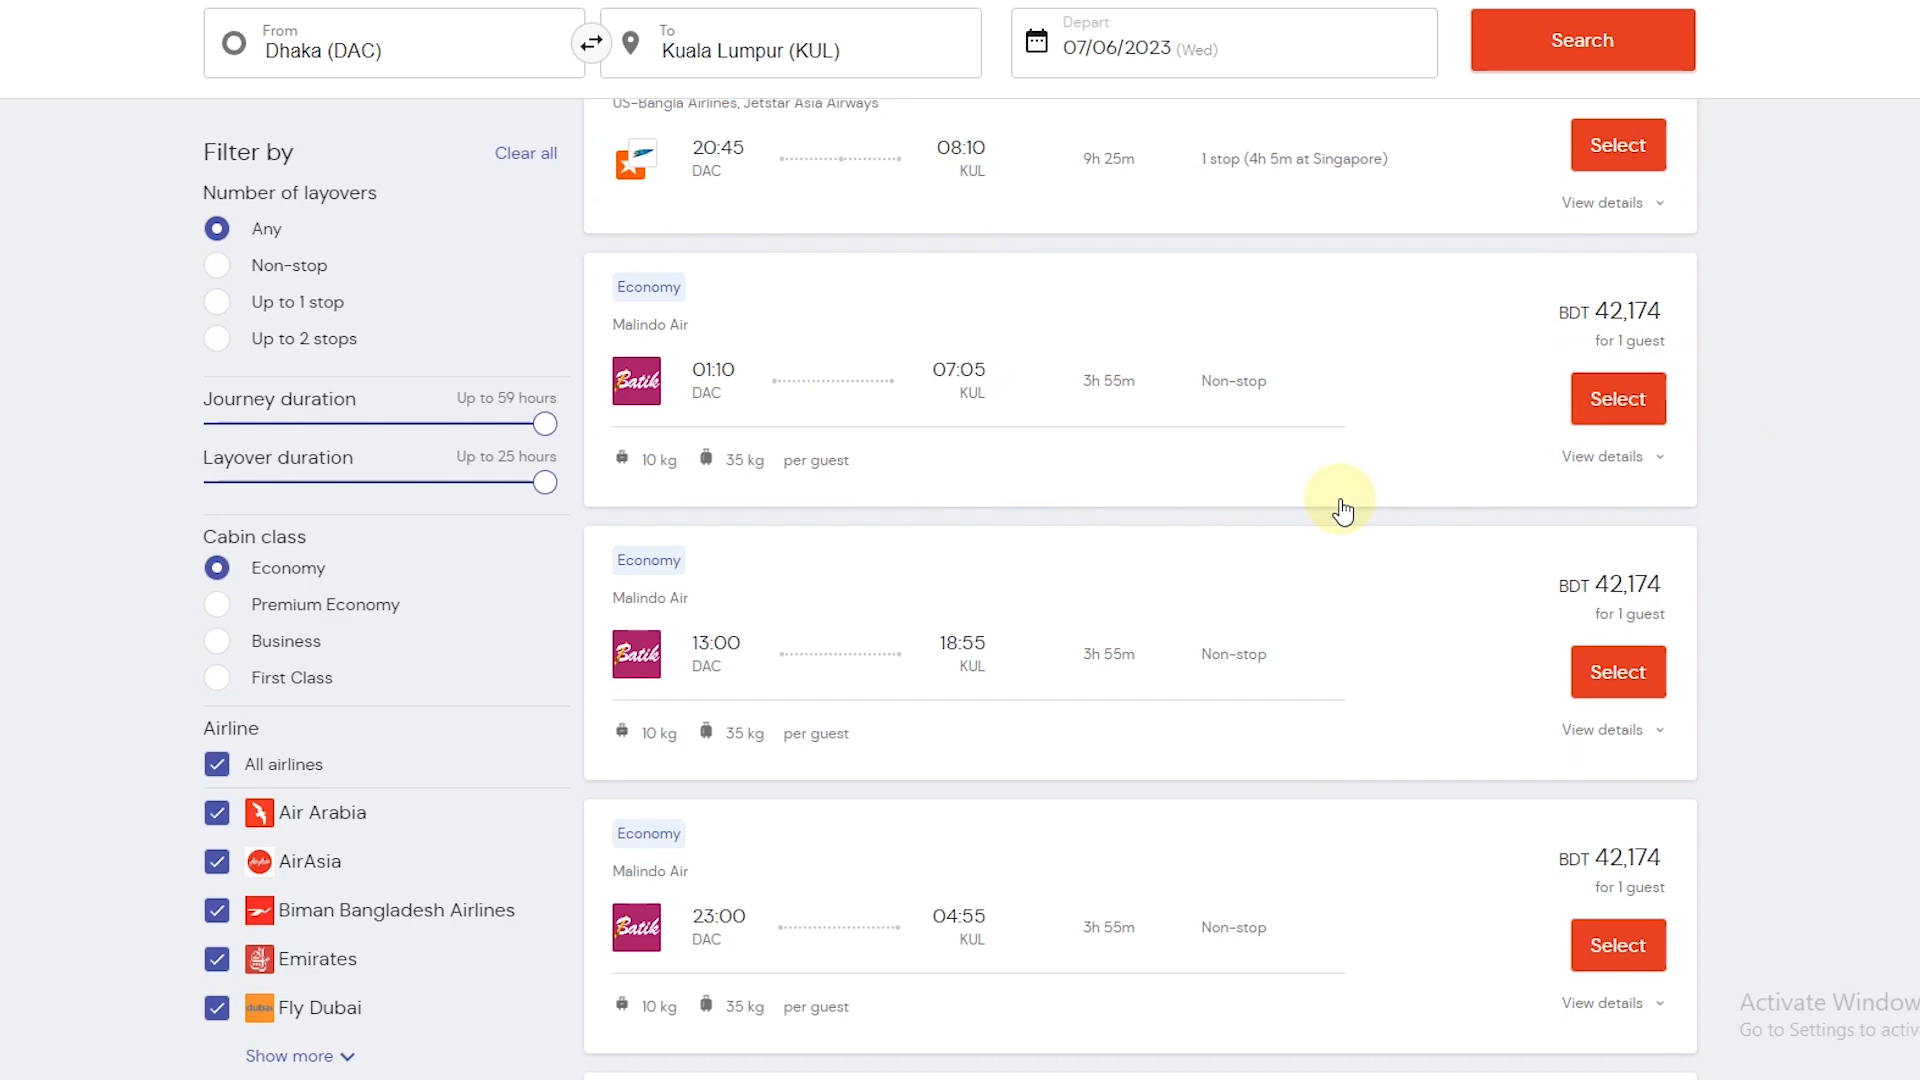 From
Dhaka (DAC)
To
Kuala Lumpur (KUL)
Depart
07/06/2023 (Wed)
Search
Filter by
Clear all
Number of layovers
Any
Non-stop
Up to 1 stop
Up to 2 stops
Journey duration
Up to 59 hours
Layover duration
Up to 25 hours
Cabin class
Economy
Premium Economy
Business
First Class
Airline
All airlines
Air Arabia
AirAsia
Biman Bangladesh Airlines
Emirates
dubai
Fly Dubai
Show more
US-Bangla Airlines, Jetstar Asia Airways
20:45
DAC
08:10
KUL
9h 25m
1 stop (4h 5m at Singapore)
Select
View details
Economy
Malindo Air
Batik
01:10
DAC
07:05
KUL
3h 55m
Non-stop
10 kg 35 kg per guest
BDT 42,174
for 1 guest
Select
View details
Economy
Malindo Air
Batik
13:00
DAC
18:55
KUL
3h 55m
Non-stop
10 kg 35 kg per guest
BDT 42,174
for 1 guest
Select
View details
Economy
Malindo Air
Batik
23:00
DAC
04:55
KUL
3h 55m
Non-stop
10 kg 35 kg per guest
BDT 42,174
for 1 guest
Select
View details
Activate Window
Go to Settings to activ